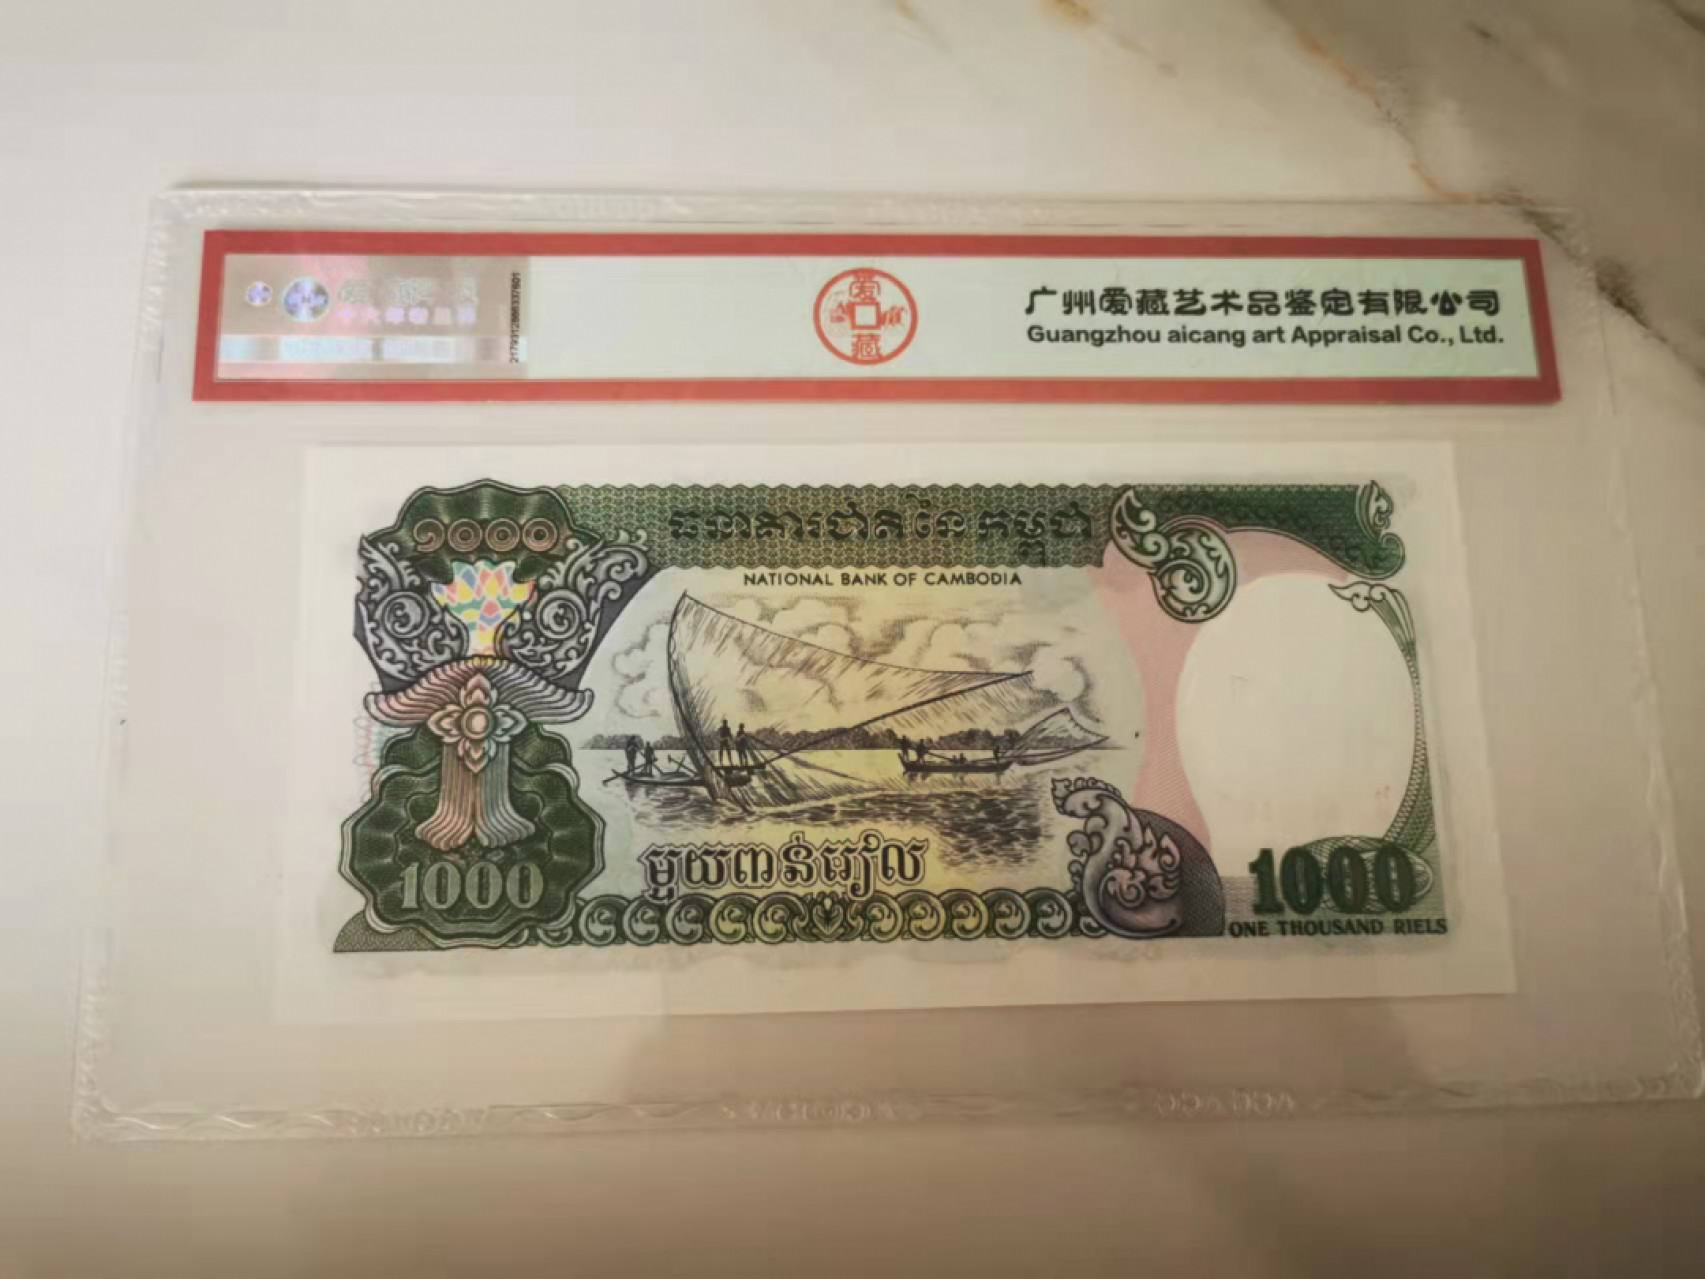 爱藏
广州爱藏艺术品鉴定有限公司
Guangzhou aicang art Appraisal Co., Ltd.
១០០០
ធនាគារជាតិនៃកម្ពុជា
NATIONAL BANK OF CAMBODIA
មួយពាន់រៀល
1000
1000
ONE THOUSAND RIELS